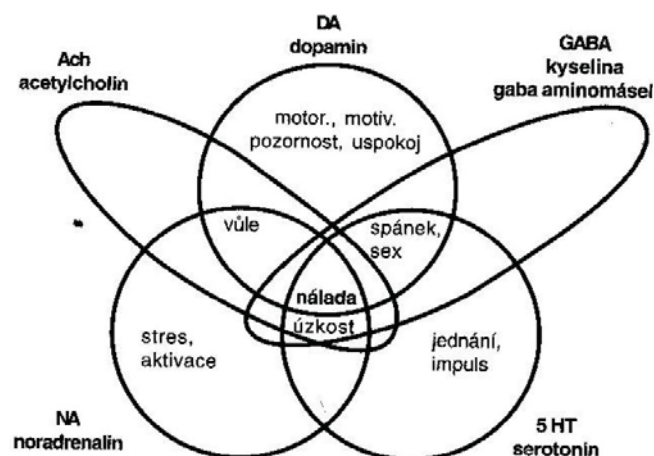 DA
dopamin
Ach
acetylcholin
GABA
kyselina
gaba aminomásel
motor., motiv.
pozornost, uspokoj
vůle
spánek,
sex
nálada
úzkost
stres,
aktivace
jednání,
impuls
NA
noradrenalin
5 HT
serotonin